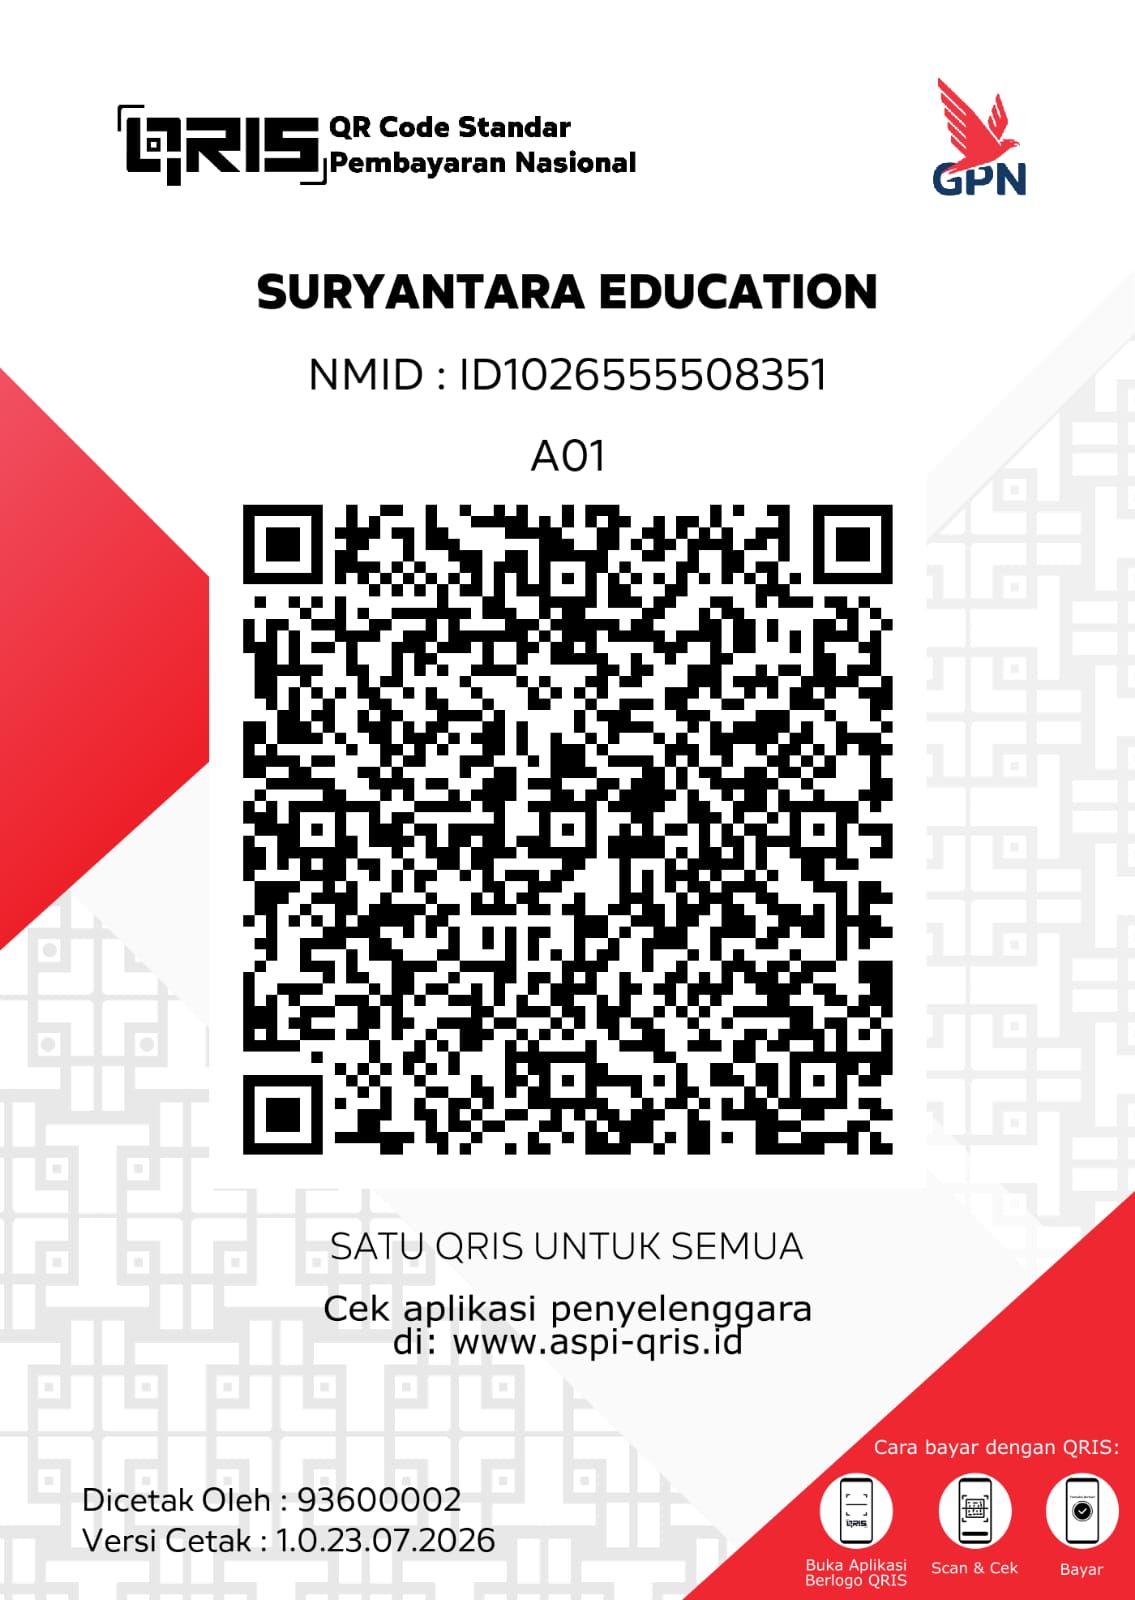 QRIS QR Code Standar
Pembayaran Nasional
GPN
SURYANTARA EDUCATION
NMID : ID1026555508351
A01
SATU QRIS UNTUK SEMUA
Cek aplikasi penyelenggara
di: www.aspi-qris.id
Dicetak Oleh : 93600002
Versi Cetak : 1.0.23.07.2026
Cara bayar dengan QRIS:
QRIS
Buka Aplikasi
Berlogo QRIS
Scan & Cek
Bayar